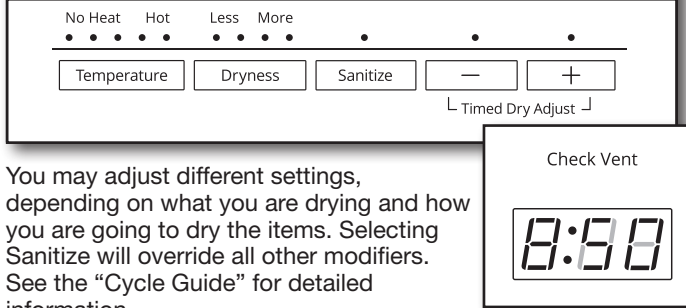 No Heat Hot Less More
Temperature Dryness Sanitize — +
Timed Dry Adjust
Check Vent
8:50
You may adjust different settings,
depending on what you are drying and how
you are going to dry the items. Selecting
Sanitize will override all other modifiers.
See the “Cycle Guide” for detailed
information